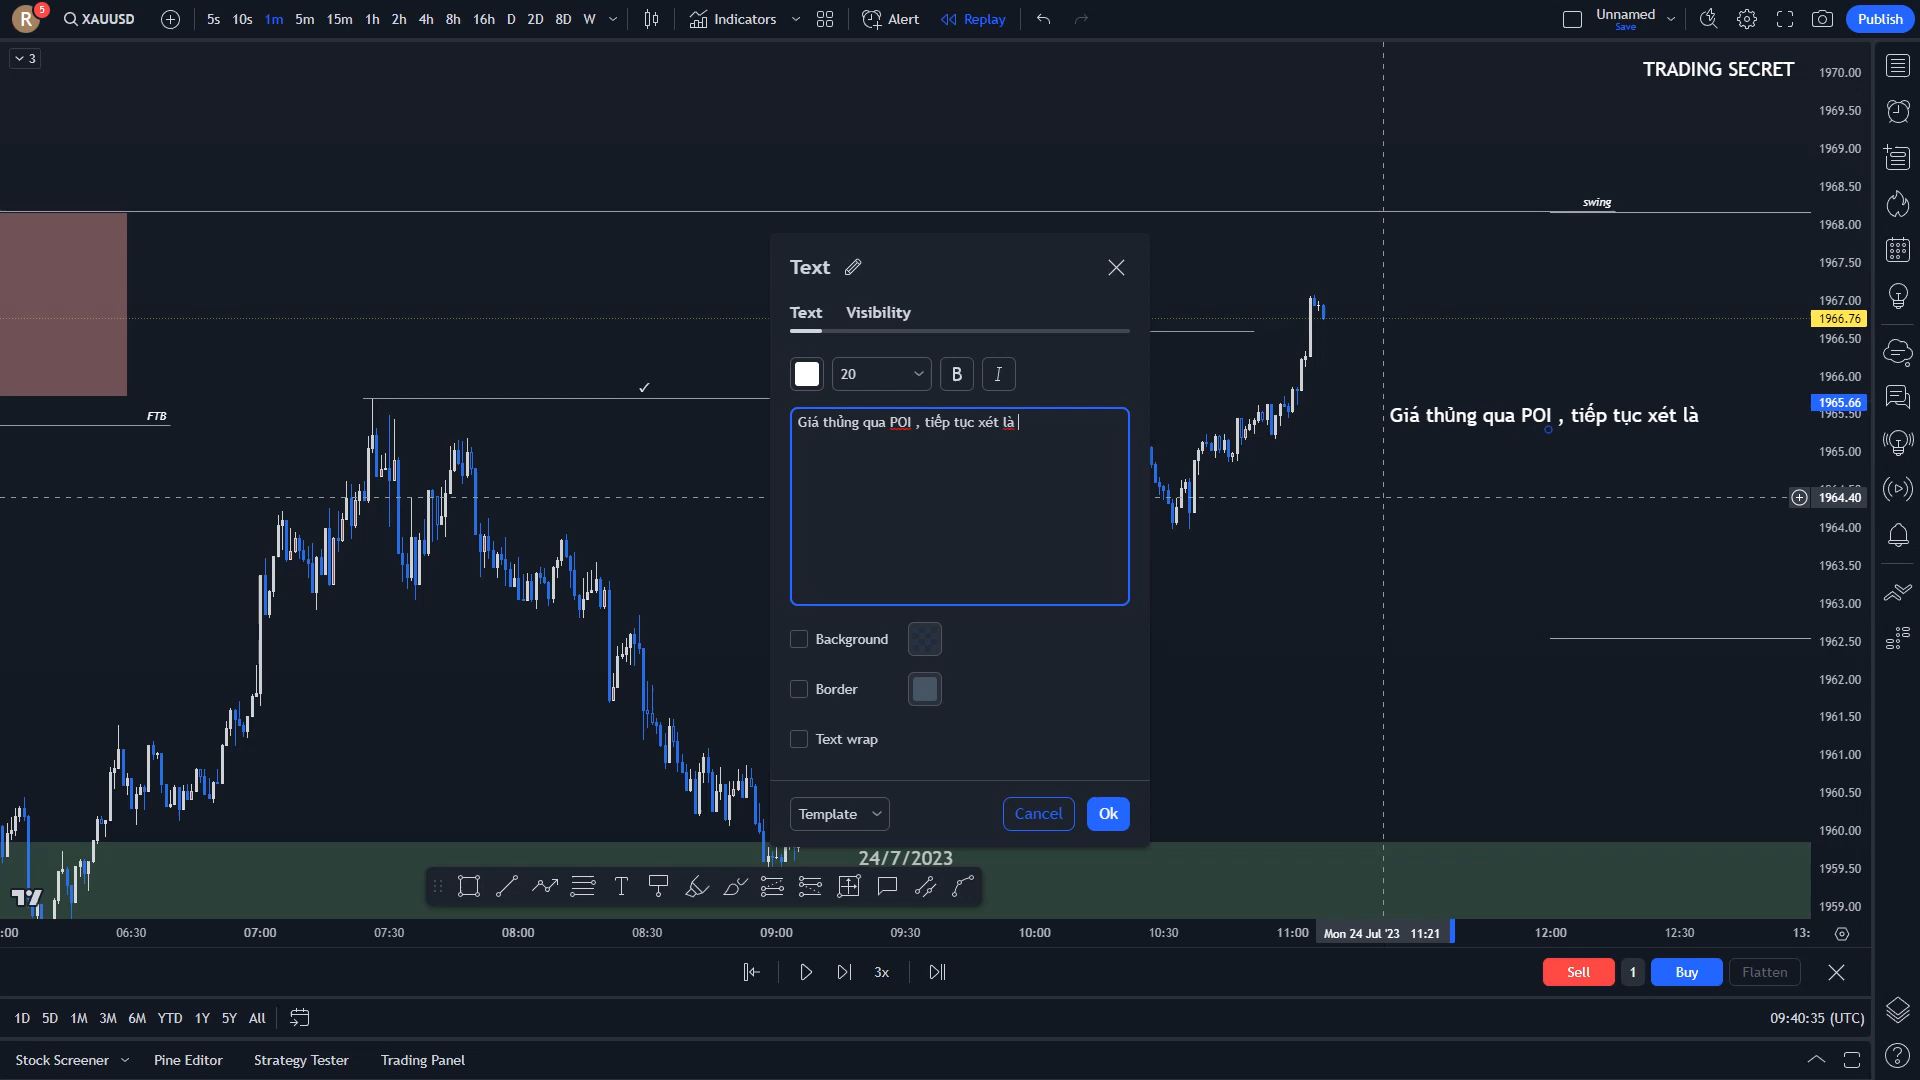 R 5 XAUUSD 5s 10s 1m 5m 15m 1h 2h 4h 8h 16h D 2D 8D W Indicators Alert Replay Unnamed Publish
Save
3
TRADING SECRET
1970.00
1969.50
1969.00
1968.50
swing
1968.00
1967.50
1967.00
1966.76
1966.50
1966.00
1965.66
1965.50
1965.00
1964.40
1964.00
1963.50
1963.00
1962.50
1962.00
1961.50
1961.00
1960.50
1960.00
1959.50
1959.00
FTB
Giá thủng qua POI , tiếp tục xét là
Text
Text Visibility
20 B I
Giá thủng qua POI , tiếp tục xét là
Background
Border
Text wrap
Template Cancel Ok
24/7/2023
:00 06:30 07:00 07:30 08:00 08:30 09:00 09:30 10:00 10:30 11:00 Mon 24 Jul '23 11:21 12:00 12:30 13:
3x Sell 1 Buy Flatten
1D 5D 1M 3M 6M YTD 1Y 5Y All 09:40:35 (UTC)
Stock Screener Pine Editor Strategy Tester Trading Panel